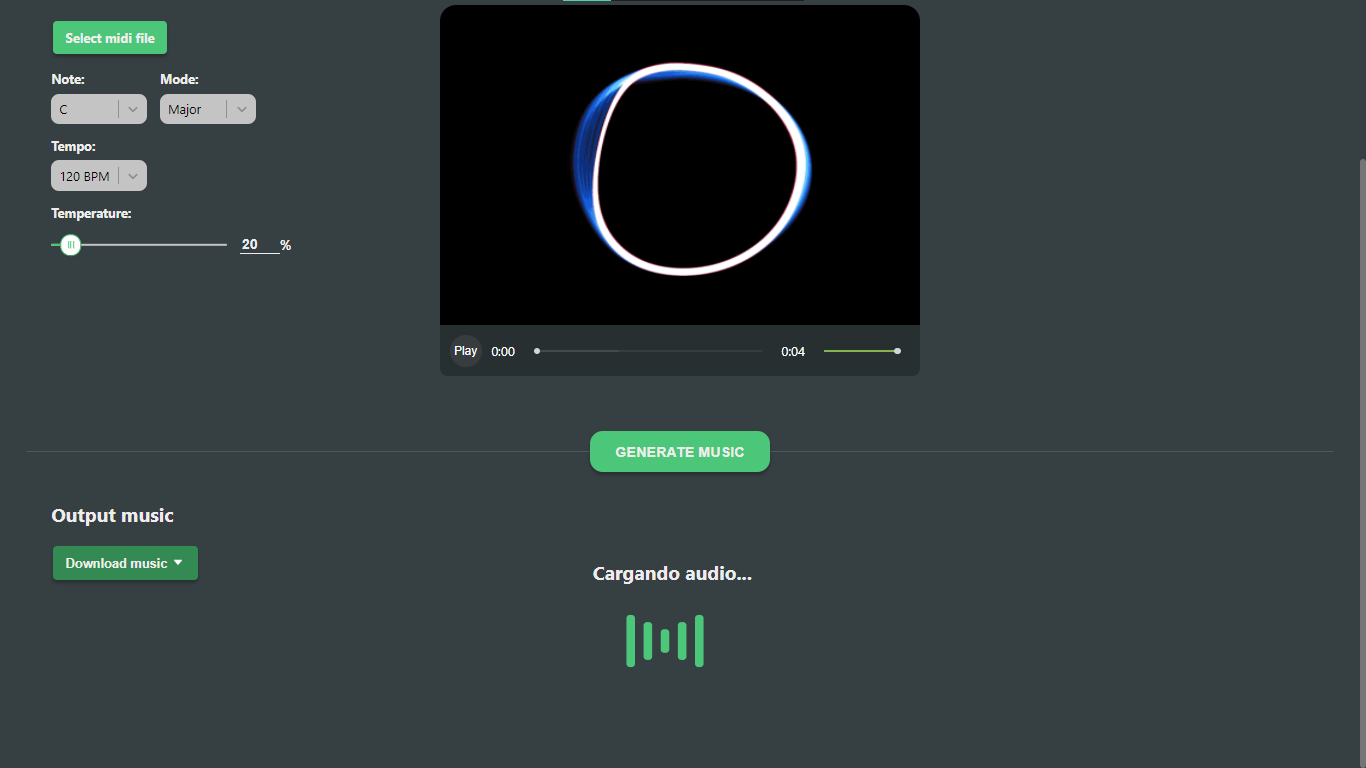 Select midi file
Note: Mode:
C Major
Tempo:
120 BPM
Temperature:
20 %
Play 0:00 0:04
GENERATE MUSIC
Output music
Download music
Cargando audio...